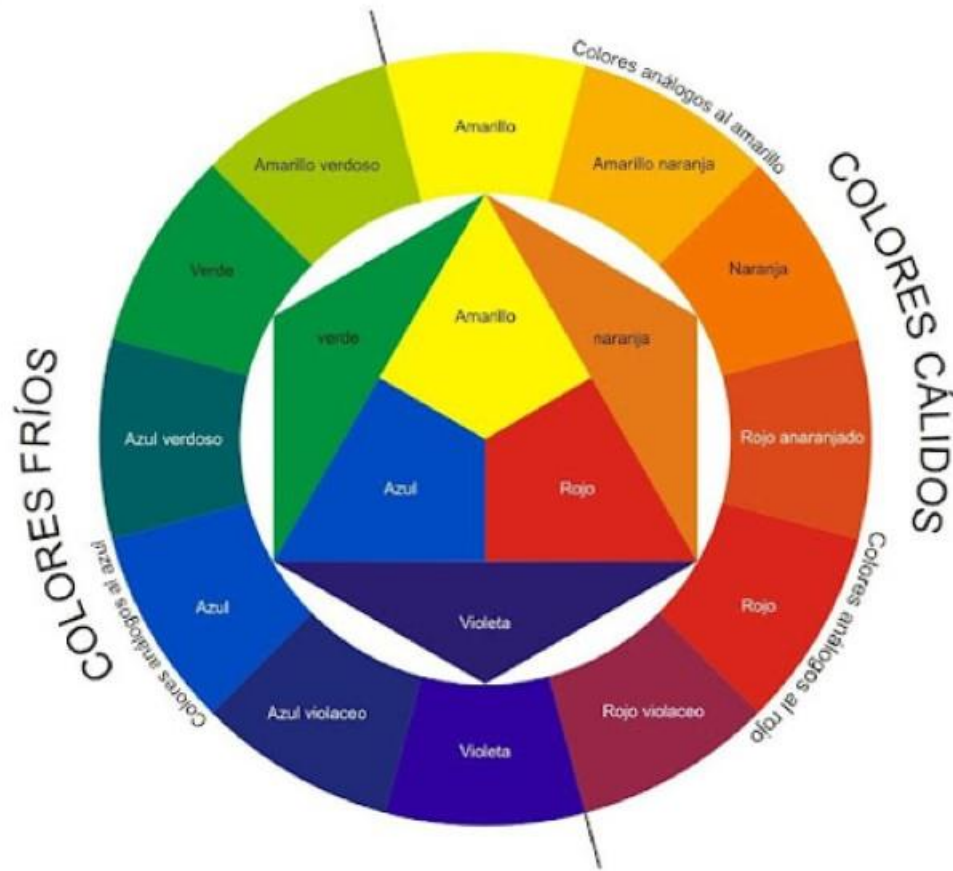 Colores análogos al amarillo
COLORES CÁLIDOS
Amarillo
Amarillo verdoso
Amarillo naranja
Verde
Naranja
Amarillo
verde
naranja
COLORES FRÍOS
Azul verdoso
Rojo anaranjado
Azul
Rojo
Colores análogos al azul
Azul
Rojo
Colores análogos al rojo
Violeta
Azul violaceo
Rojo violaceo
Violeta